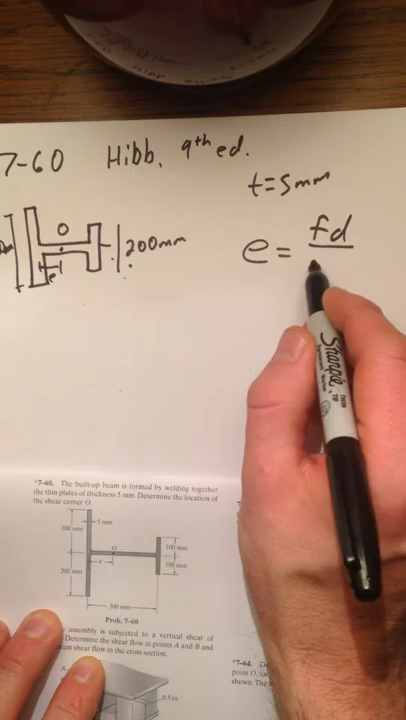 7-60 Hibb. 9th ed.
t=5mm
O
200mm
e
e = fd
Sharpie
*7–60. The built-up beam is formed by welding together
the thin plates of thickness 5 mm. Determine the location of
the shear center O.
5 mm
200 mm
O
100 mm
e
200 mm
100 mm
300 mm
Prob. 7–60
assembly is subjected to a vertical shear of
Determine the shear flow at points A and B and
shear flow in the cross section.
*7–64.
point O.
shown.
A
0.5 in.